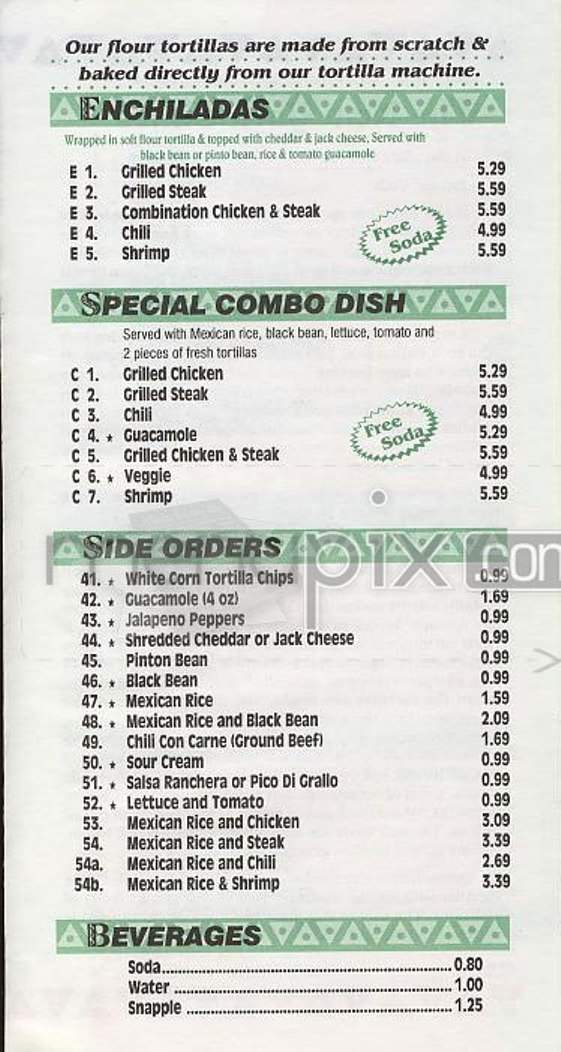 Our flour tortillas are made from scratch &
baked directly from our tortilla machine.
ENCHILADAS
Wrapped in soft flour tortilla & topped with cheddar & jack cheese, Served with
black bean or pinto bean, rice & tomato guacamole
E 1. Grilled Chicken 5.29
E 2. Grilled Steak 5.59
E 3. Combination Chicken & Steak 5.59
E 4. Chili 4.99
E 5. Shrimp 5.59
Free
Soda
SPECIAL COMBO DISH
Served with Mexican rice, black bean, lettuce, tomato and
2 pieces of fresh tortillas
C 1. Grilled Chicken 5.29
C 2. Grilled Steak 5.59
C 3. Chili 4.99
C 4. * Guacamole 5.29
C 5. Grilled Chicken & Steak 5.59
C 6. * Veggie 4.99
C 7. Shrimp 5.59
Free
Soda
SIDE ORDERS
menupix.com
41. * White Corn Tortilla Chips 0.99
42. * Guacamole (4 oz) 1.69
43. * Jalapeno Peppers 0.99
44. * Shredded Cheddar or Jack Cheese 0.99
45. Pinton Bean 0.99
46. * Black Bean 0.99
47. * Mexican Rice 1.59
48. * Mexican Rice and Black Bean 2.09
49. Chili Con Carne (Ground Beef) 1.69
50. * Sour Cream 0.99
51. * Salsa Ranchera or Pico Di Grallo 0.99
52. * Lettuce and Tomato 0.99
53. Mexican Rice and Chicken 3.09
54. Mexican Rice and Steak 3.39
54a. Mexican Rice and Chili 2.69
54b. Mexican Rice & Shrimp 3.39
BEVERAGES
Soda 0.80
Water 1.00
Snapple 1.25